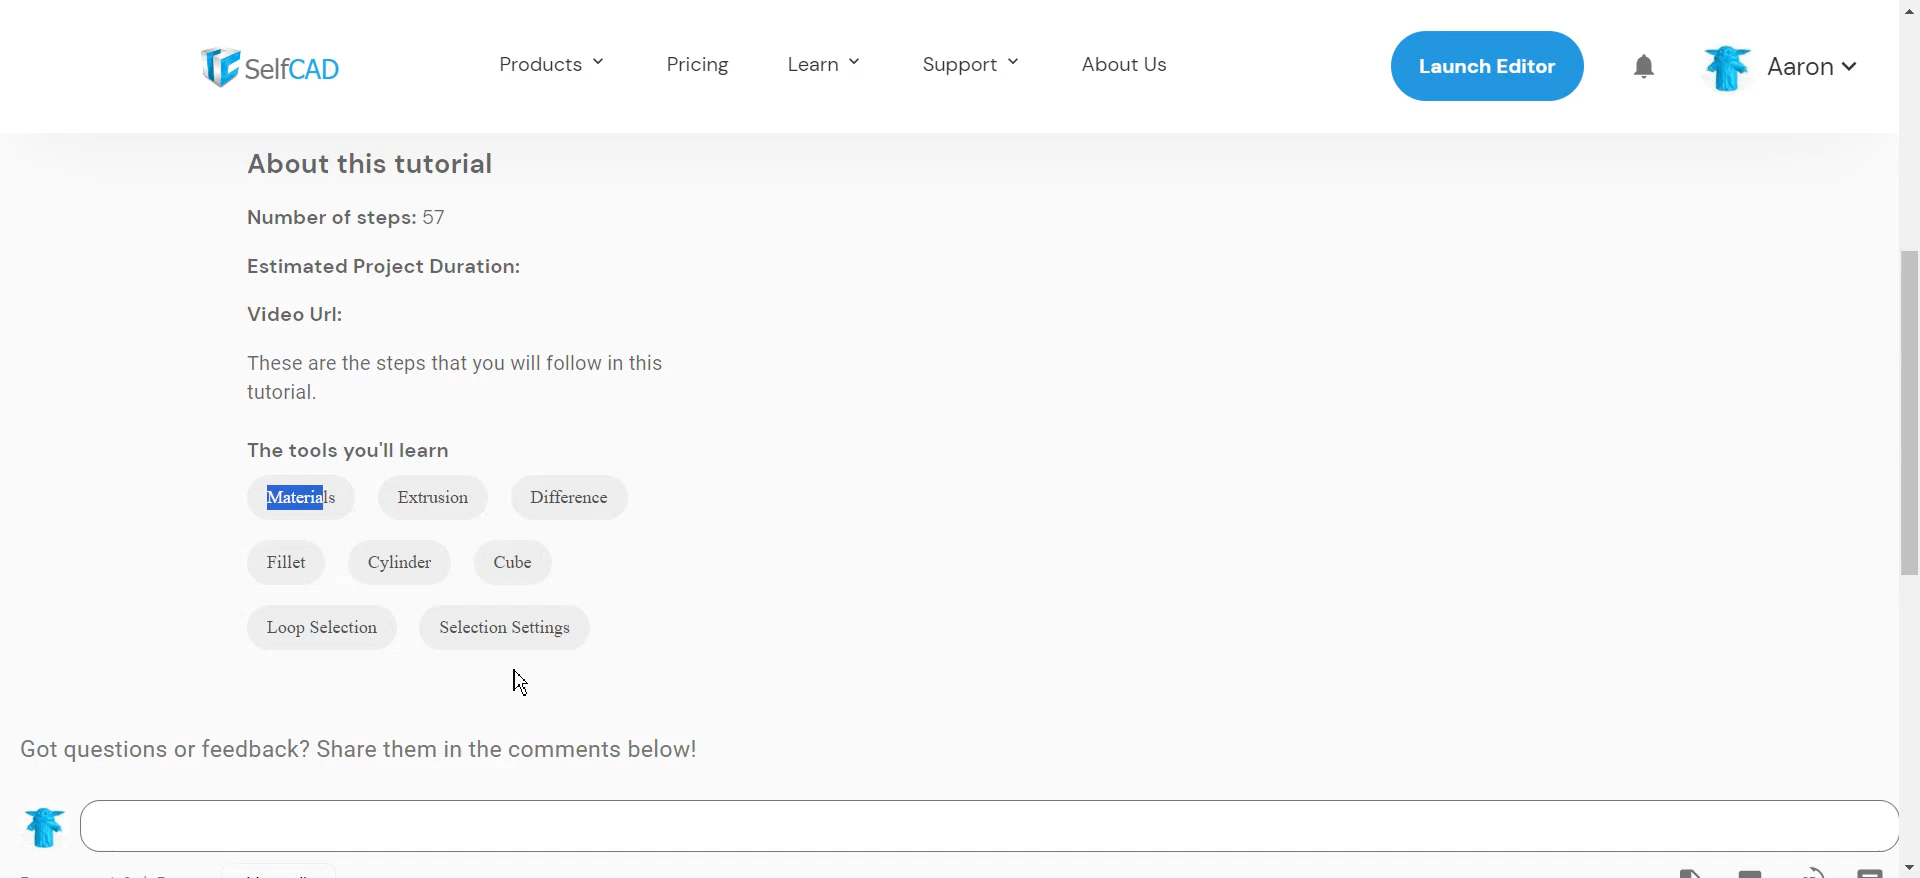 SelfCAD Products Pricing Learn Support About Us Launch Editor Aaron
About this tutorial
Number of steps: 57
Estimated Project Duration:
Video Url:
These are the steps that you will follow in this
tutorial.
The tools you'll learn
Materials Extrusion Difference
Fillet Cylinder Cube
Loop Selection Selection Settings
Got questions or feedback? Share them in the comments below!